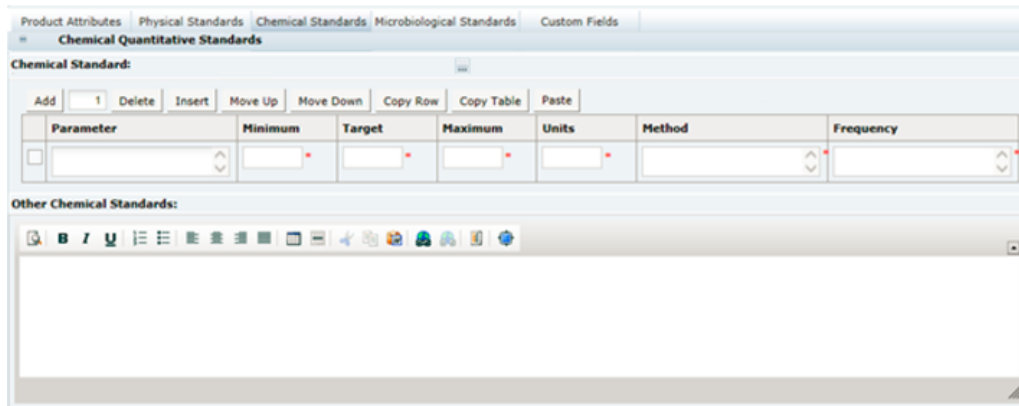 Product Attributes Physical Standards Chemical Standards Microbiological Standards Custom Fields
Chemical Quantitative Standards
Chemical Standard: ...
Add 1 Delete Insert Move Up Move Down Copy Row Copy Table Paste
Parameter Minimum Target Maximum Units Method Frequency
* * * * * *
Other Chemical Standards:
B I U